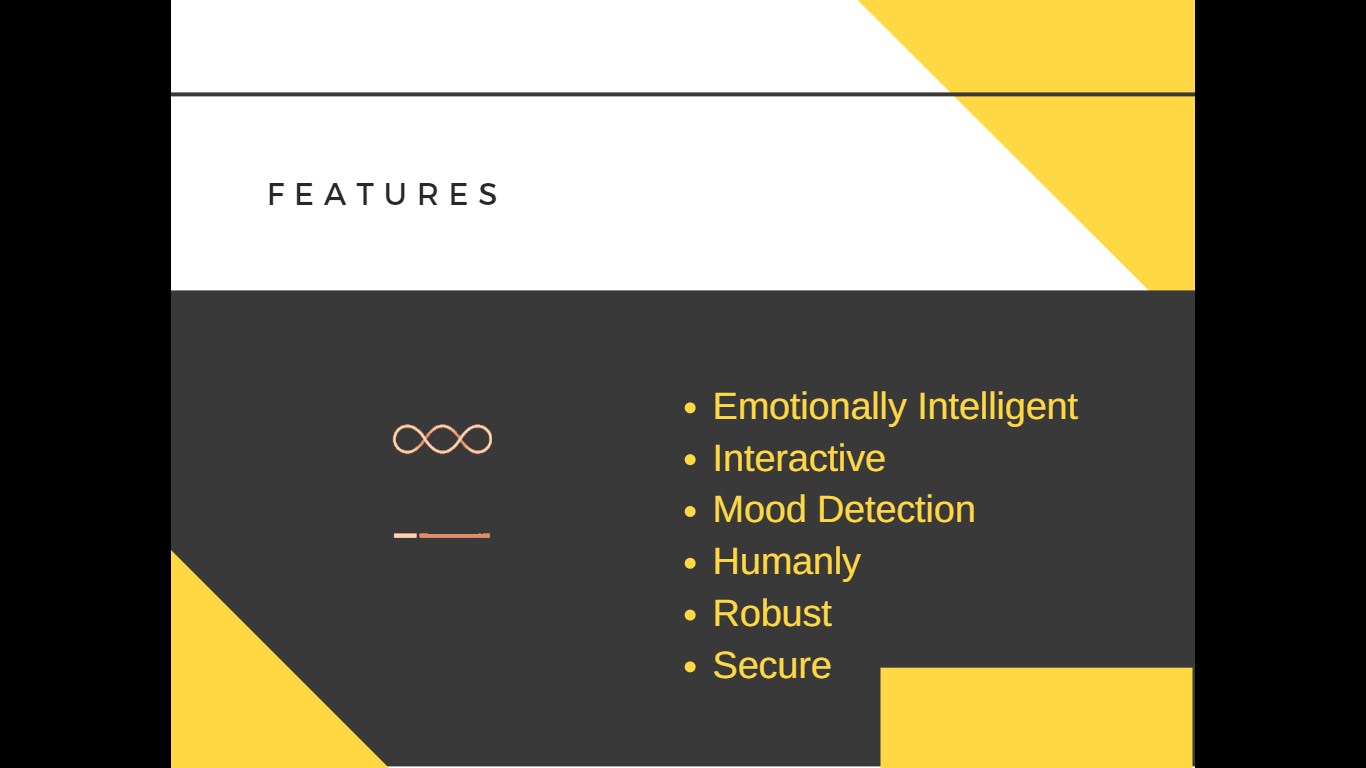 FEATURES
• Emotionally Intelligent
• Interactive
• Mood Detection
• Humanly
• Robust
• Secure